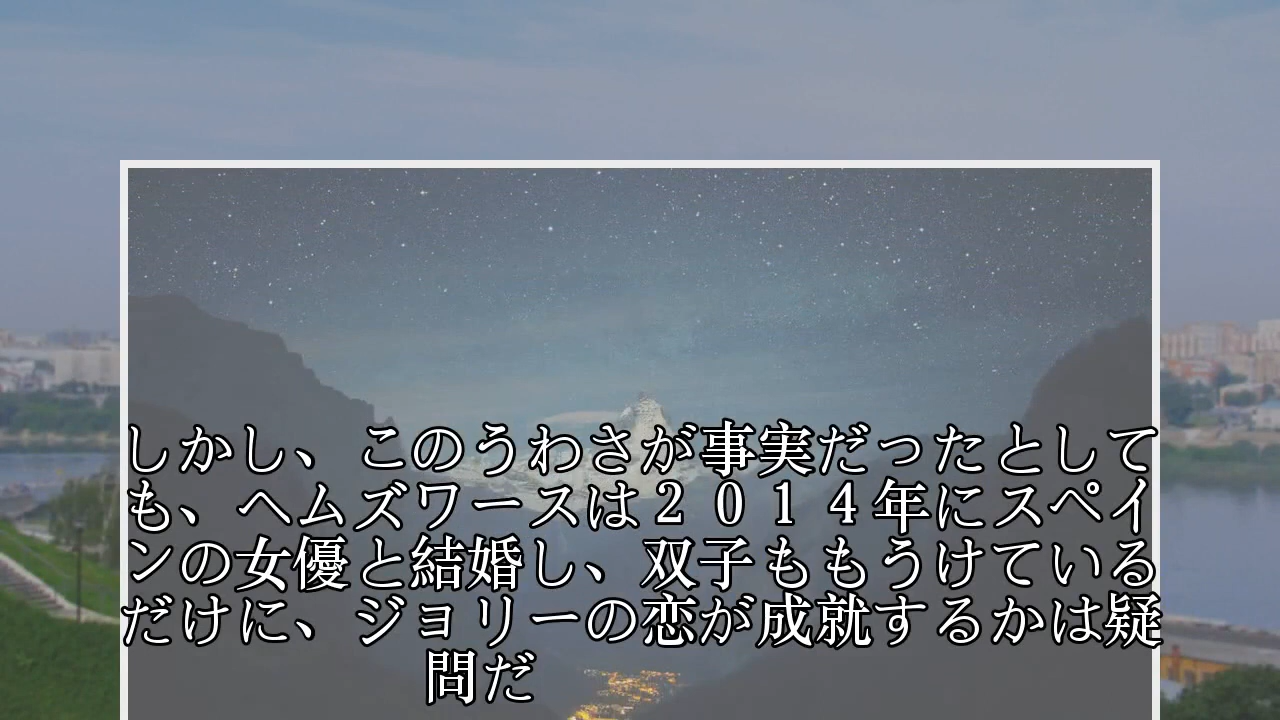 しかし、このうわさが事実だったとして
も、ヘムズワースは２０１４年にスペイ
ンの女優と結婚し、双子ももうけている
だけに、ジョリーの恋が成就するかは疑
問だ